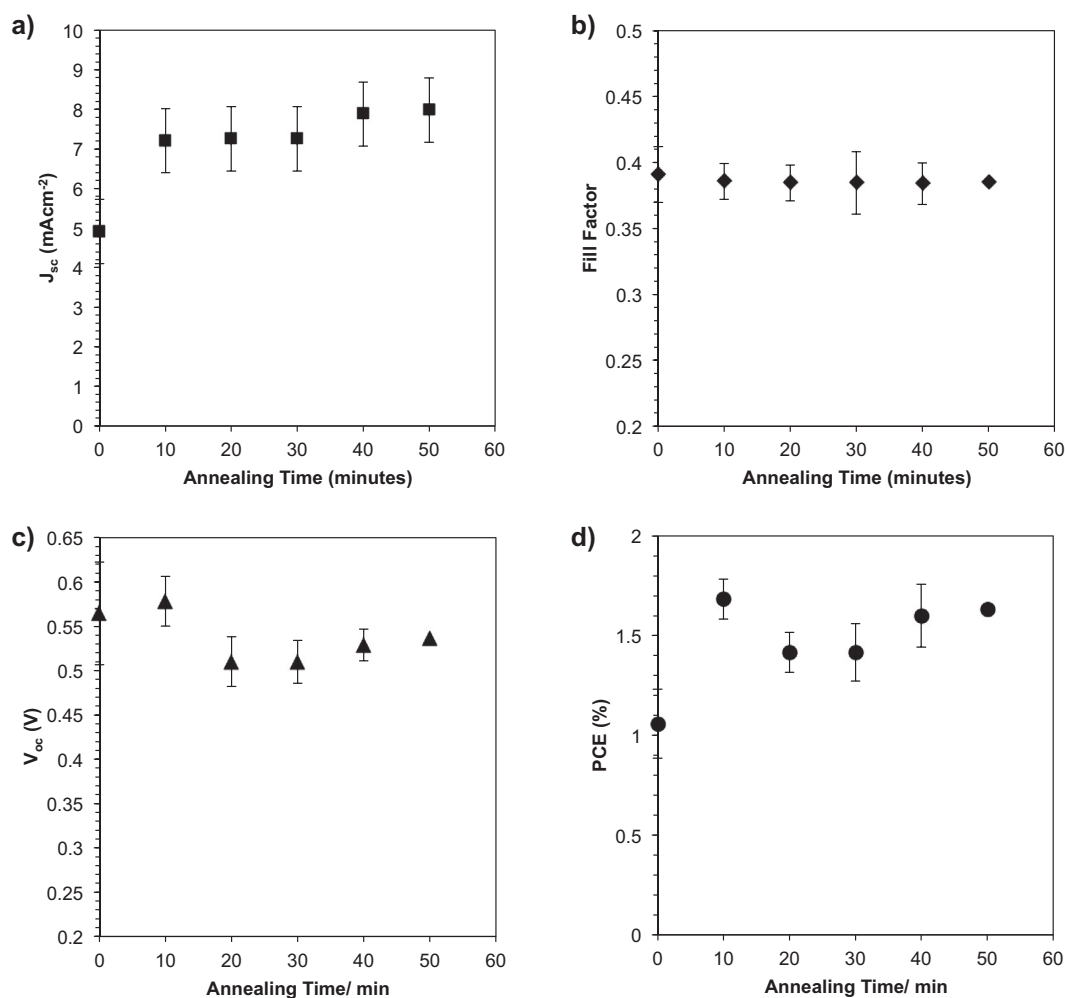 a)
10
9
8
7
6
5
4
3
2
1
0
J_sc (mAcm⁻²)
0 10 20 30 40 50 60
Annealing Time (minutes)
b)
0.5
0.45
0.4
0.35
0.3
0.25
0.2
Fill Factor
0 10 20 30 40 50 60
Annealing Time (minutes)
c)
0.65
0.6
0.55
0.5
0.45
0.4
0.35
0.3
0.25
0.2
V_oc (V)
0 10 20 30 40 50 60
Annealing Time/ min
d)
2
1.5
1
0.5
0
PCE (%)
0 10 20 30 40 50 60
Annealing Time/ min